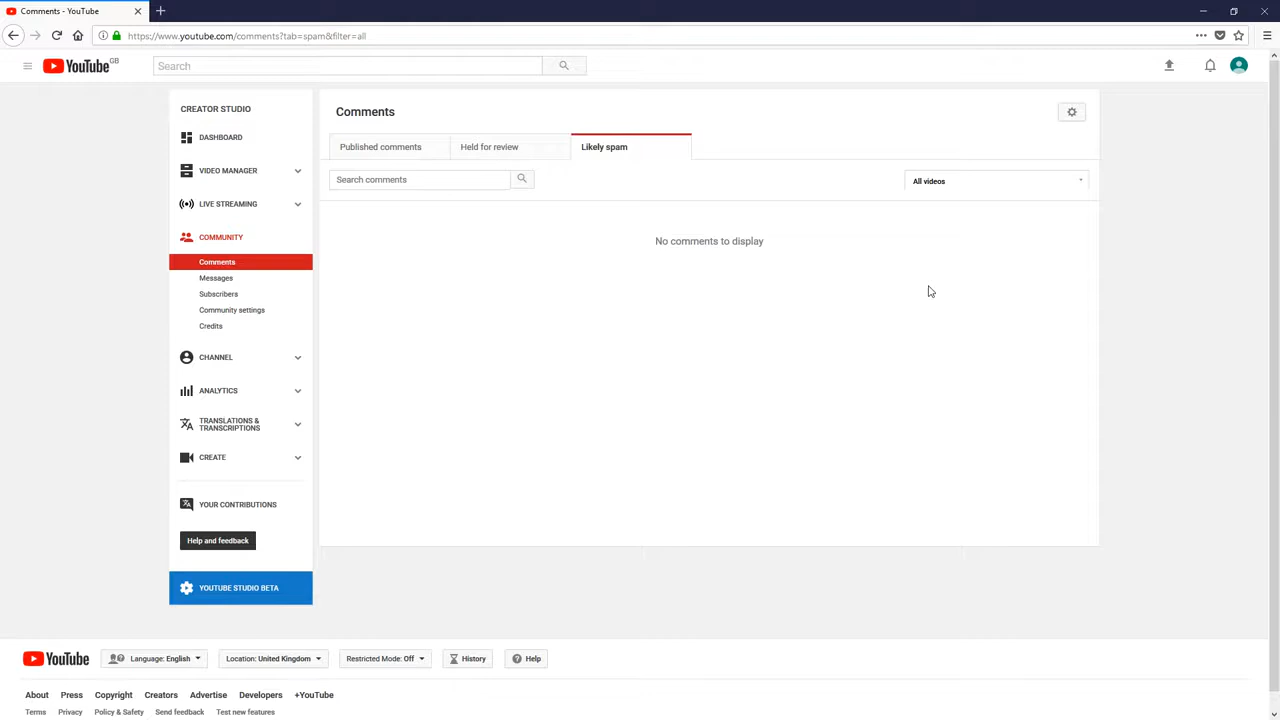 Comments - YouTube
https://www.youtube.com/comments?tab=spam&filter=all
YouTube GB
Search
CREATOR STUDIO
DASHBOARD
VIDEO MANAGER
LIVE STREAMING
COMMUNITY
Comments
Messages
Subscribers
Community settings
Credits
CHANNEL
ANALYTICS
TRANSLATIONS &
TRANSCRIPTIONS
CREATE
YOUR CONTRIBUTIONS
Help and feedback
YOUTUBE STUDIO BETA
Comments
Published comments
Held for review
Likely spam
Search comments
All videos
No comments to display
YouTube
Language: English
Location: United Kingdom
Restricted Mode: Off
History
Help
About Press Copyright Creators Advertise Developers +YouTube
Terms Privacy Policy & Safety Send feedback Test new features